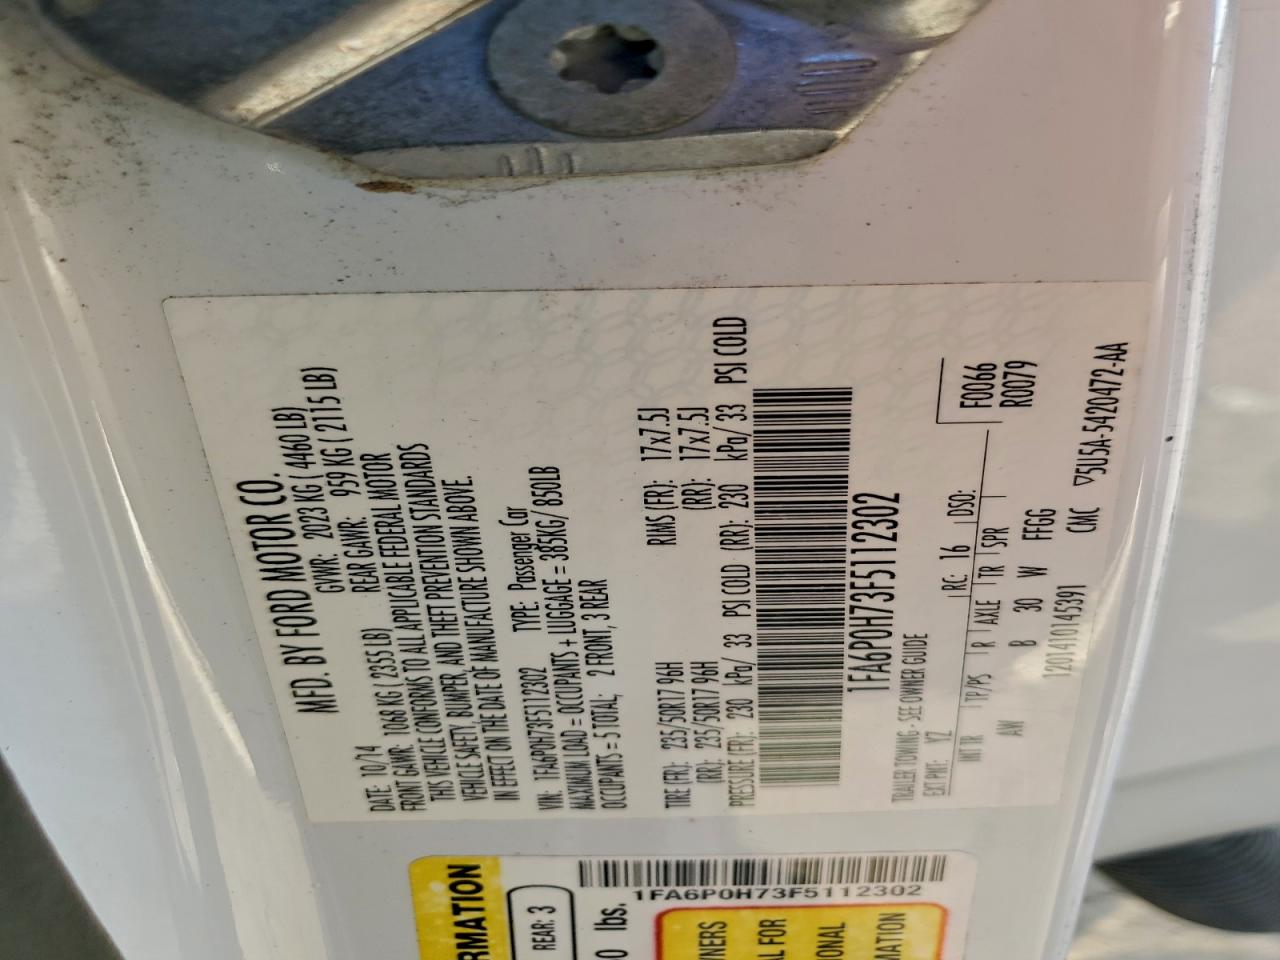 MFD. BY FORD MOTOR CO.
DATE: 10/14 GVWR: 2023 KG ( 4460 LB)
FRONT GAWR: 1068 KG ( 2355 LB) REAR GAWR: 959 KG ( 2115 LB)
THIS VEHICLE CONFORMS TO ALL APPLICABLE FEDERAL MOTOR
VEHICLE SAFETY, BUMPER, AND THEFT PREVENTION STANDARDS
IN EFFECT ON THE DATE OF MANUFACTURE SHOWN ABOVE.
VIN: 1FA6P0H73F5112302 TYPE: Passenger Car
MAXIMUM LOAD = OCCUPANTS + LUGGAGE = 385KG/ 850LB
OCCUPANTS = 5 TOTAL; 2 FRONT, 3 REAR
RIMS (FR): 17x7.5J
TIRE (FR): 235/50R17 96H (RR): 17x7.5J
(RR): 235/50R17 96H
PRESSURE (FR): 230 kPa/ 33 PSI COLD (RR): 230 kPa/ 33 PSI COLD
1FA6P0H73F5112302
TRAILER TOWING - SEE OWNER GUIDE
EXT PNT: YZ RC: 16 DSO: F0066
R0079
INT TR TP/PS R AXLE TR SPR
AW B 30 W FFGG
1201410145391 CMC ▽5U5A-5420472-AA
RMATION
REAR: 3
0 lbs.
1FA6P0H73F5112302
WNERS
AL FOR
IONAL
MATION